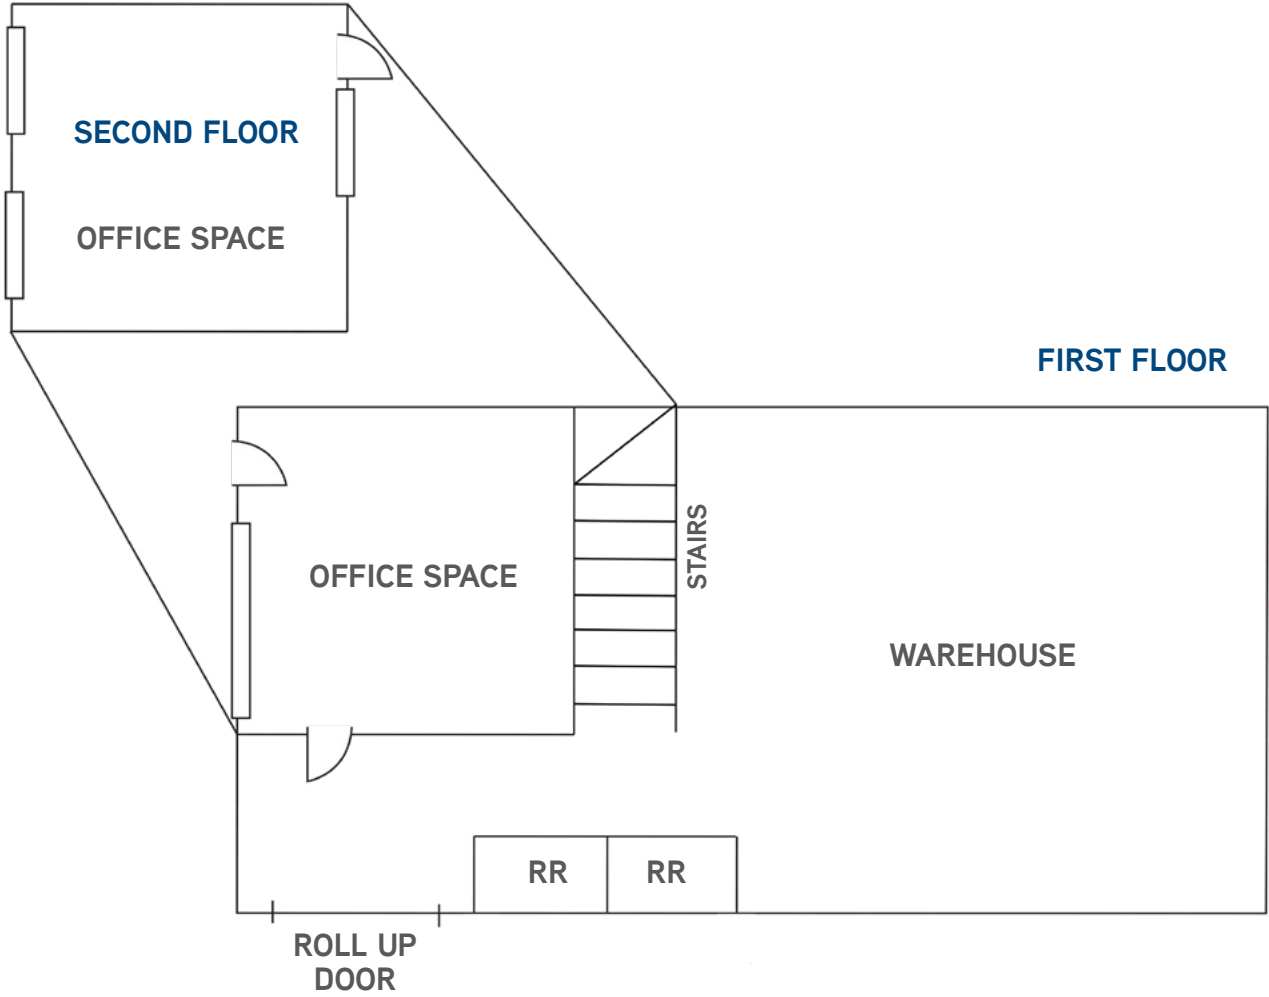 SECOND FLOOR
OFFICE SPACE
FIRST FLOOR
OFFICE SPACE
STAIRS
WAREHOUSE
RR
RR
ROLL UP
DOOR